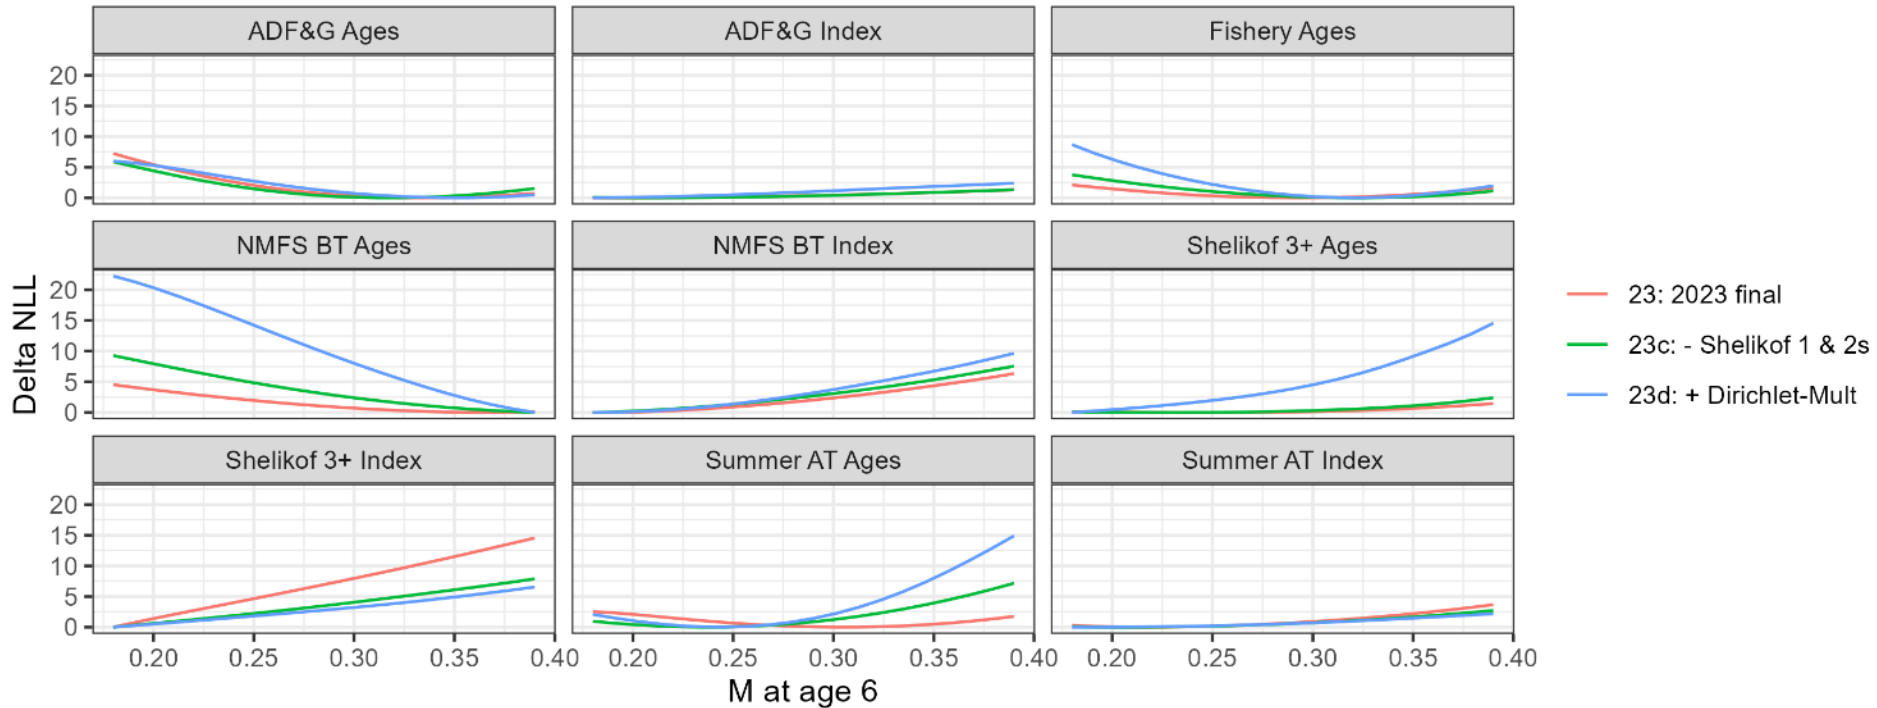 ADF&G Ages
ADF&G Index
Fishery Ages
20
15
10
5
0
NMFS BT Ages
NMFS BT Index
Shelikof 3+ Ages
20
15
10
5
0
Shelikof 3+ Index
Summer AT Ages
Summer AT Index
20
15
10
5
0
0.20 0.25 0.30 0.35 0.40
0.20 0.25 0.30 0.35 0.40
0.20 0.25 0.30 0.35 0.40
Delta NLL
M at age 6
23: 2023 final
23c: - Shelikof 1 & 2s
23d: + Dirichlet-Mult